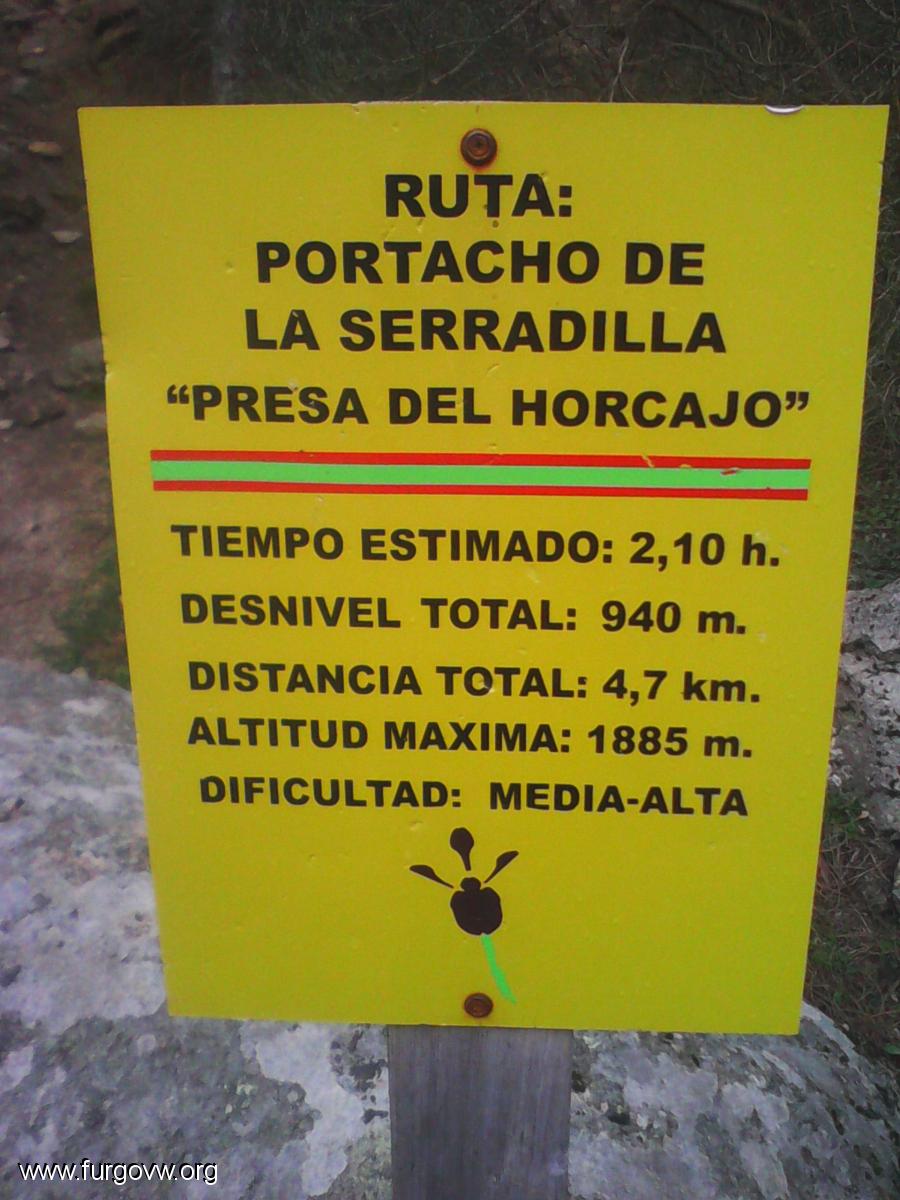 RUTA:
PORTACHO DE
LA SERRADILLA
“PRESA DEL HORCAJO”
TIEMPO ESTIMADO: 2,10 h.
DESNIVEL TOTAL: 940 m.
DISTANCIA TOTAL: 4,7 km.
ALTITUD MAXIMA: 1885 m.
DIFICULTAD: MEDIA-ALTA
www.furgovw.org